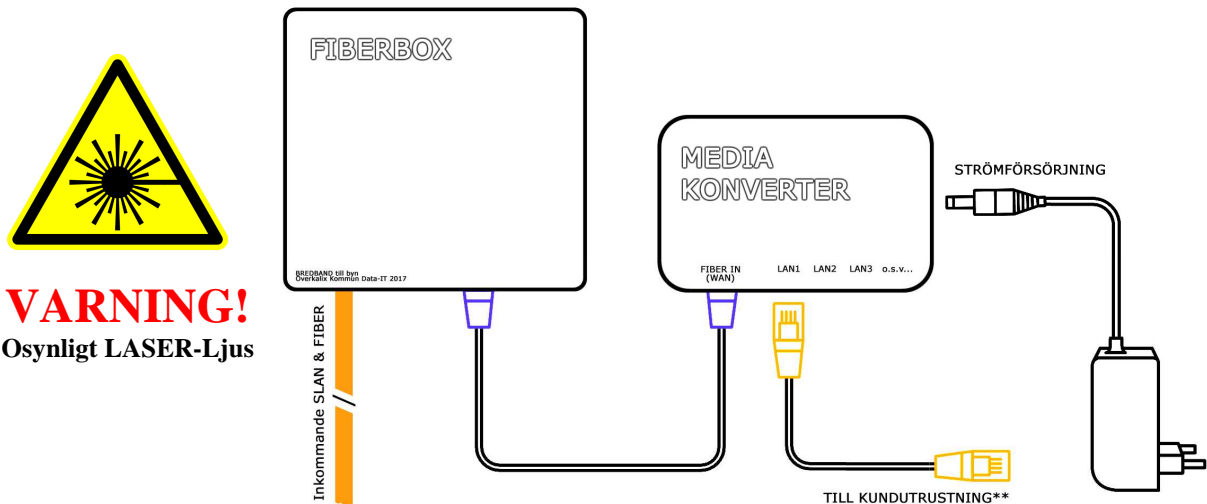 FIBERBOX
BREDBAND till byn
Överkalix Kommun Data-IT 2017
VARNING!
Osynligt LASER-Ljus
Inkommande SLAN & FIBER
MEDIA
KONVERTER
FIBER IN
(WAN)
LAN1 LAN2 LAN3 o.s.v...
STRÖMFÖRSÖRJNING
TILL KUNDUTRUSTNING**